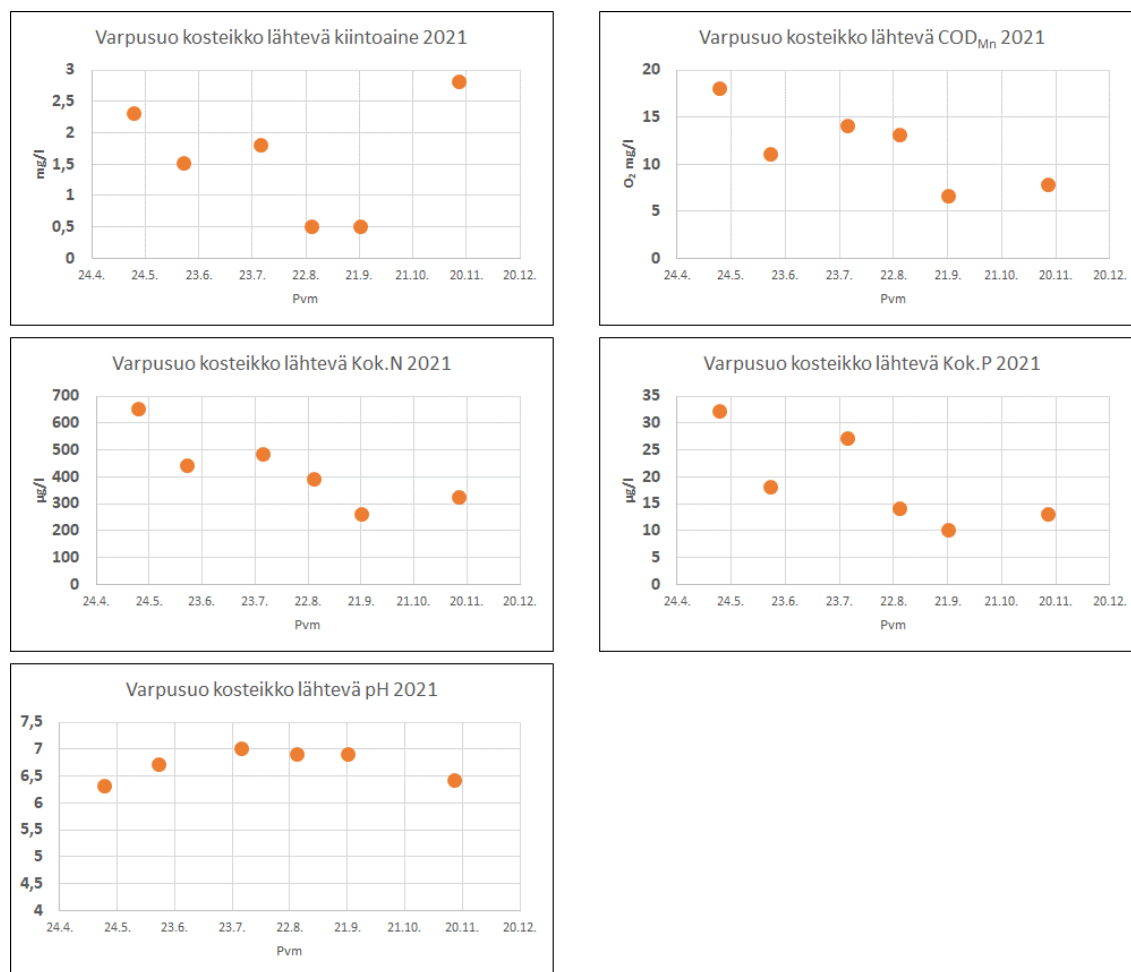 Varpusuo kosteikko lähtevä kiintoaine 2021
3
2,5
2
1,5
1
0,5
0
mg/l
24.4. 24.5. 23.6. 23.7. 22.8. 21.9. 21.10. 20.11. 20.12.
Pvm
Varpusuo kosteikko lähtevä COD_Mn 2021
20
15
10
5
0
O₂ mg/l
24.4. 24.5. 23.6. 23.7. 22.8. 21.9. 21.10. 20.11. 20.12.
Pvm
Varpusuo kosteikko lähtevä Kok.N 2021
700
600
500
400
300
200
100
0
µg/l
24.4. 24.5. 23.6. 23.7. 22.8. 21.9. 21.10. 20.11. 20.12.
Pvm
Varpusuo kosteikko lähtevä Kok.P 2021
35
30
25
20
15
10
5
0
µg/l
24.4. 24.5. 23.6. 23.7. 22.8. 21.9. 21.10. 20.11. 20.12.
Pvm
Varpusuo kosteikko lähtevä pH 2021
7,5
7
6,5
6
5,5
5
4,5
4
24.4. 24.5. 23.6. 23.7. 22.8. 21.9. 21.10. 20.11. 20.12.
Pvm